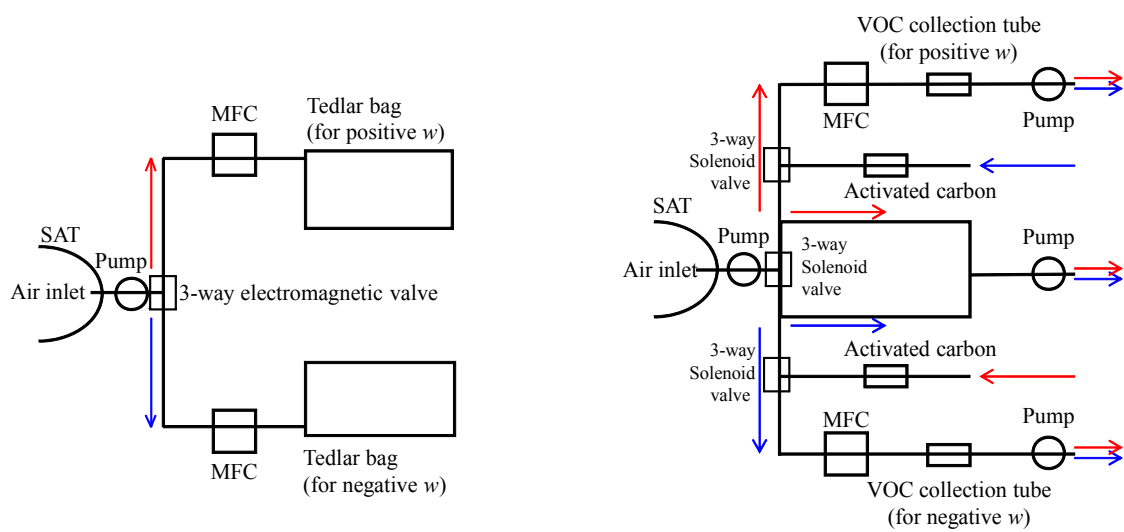 MFC
Tedlar bag
(for positive w)
SAT
Pump
Air inlet
3-way electromagnetic valve
MFC
Tedlar bag
(for negative w)
VOC collection tube
(for positive w)
MFC
Pump
3-way
Solenoid
valve
Activated carbon
SAT
Pump
Air inlet
3-way
Solenoid
valve
Pump
3-way
Solenoid
valve
Activated carbon
MFC
Pump
VOC collection tube
(for negative w)